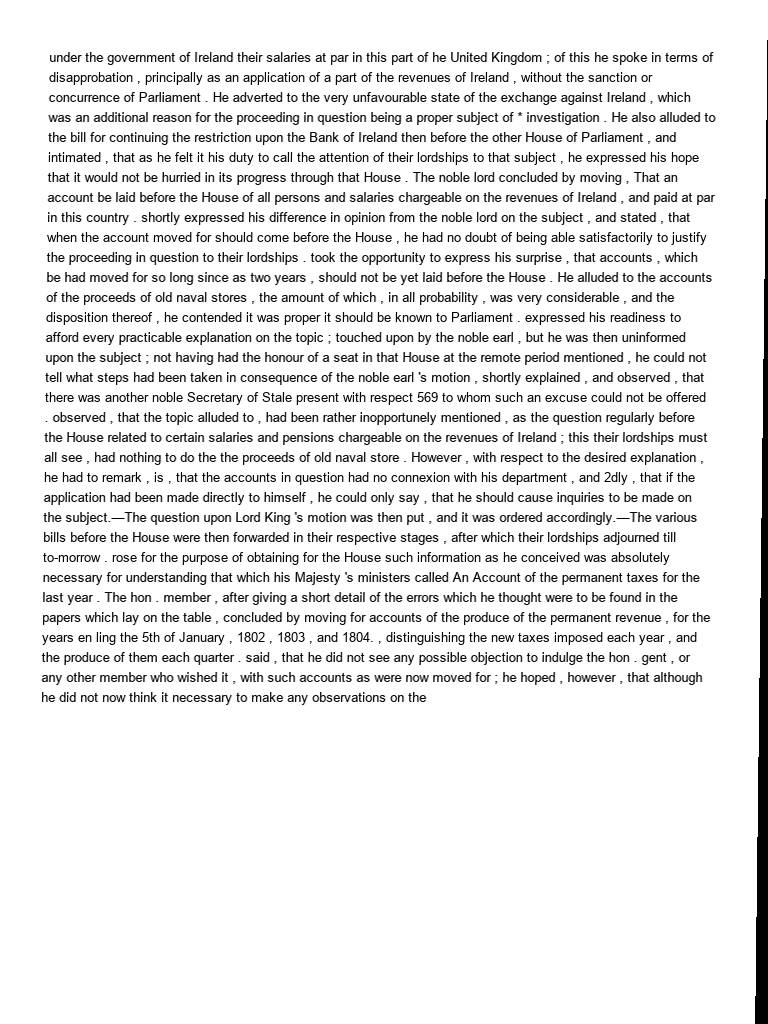 under the government of Ireland their salaries at par in this part of he United Kingdom ; of this he spoke in terms of
disapprobation , principally as an application of a part of the revenues of Ireland , without the sanction or
concurrence of Parliament . He adverted to the very unfavourable state of the exchange against Ireland , which
was an additional reason for the proceeding in question being a proper subject of * investigation . He also alluded to
the bill for continuing the restriction upon the Bank of Ireland then before the other House of Parliament , and
intimated , that as he felt it his duty to call the attention of their lordships to that subject , he expressed his hope
that it would not be hurried in its progress through that House . The noble lord concluded by moving , That an
account be laid before the House of all persons and salaries chargeable on the revenues of Ireland , and paid at par
in this country . shortly expressed his difference in opinion from the noble lord on the subject , and stated , that
when the account moved for should come before the House , he had no doubt of being able satisfactorily to justify
the proceeding in question to their lordships . took the opportunity to express his surprise , that accounts , which
be had moved for so long since as two years , should not be yet laid before the House . He alluded to the accounts
of the proceeds of old naval stores , the amount of which , in all probability , was very considerable , and the
disposition thereof , he contended it was proper it should be known to Parliament . expressed his readiness to
afford every practicable explanation on the topic ; touched upon by the noble earl , but he was then uninformed
upon the subject ; not having had the honour of a seat in that House at the remote period mentioned , he could not
tell what steps had been taken in consequence of the noble earl 's motion , shortly explained , and observed , that
there was another noble Secretary of Stale present with respect 569 to whom such an excuse could not be offered
. observed , that the topic alluded to , had been rather inopportunely mentioned , as the question regularly before
the House related to certain salaries and pensions chargeable on the revenues of Ireland ; this their lordships must
all see , had nothing to do the the proceeds of old naval store . However , with respect to the desired explanation ,
he had to remark , is , that the accounts in question had no connexion with his department , and 2dly , that if the
application had been made directly to himself , he could only say , that he should cause inquiries to be made on
the subject.—The question upon Lord King 's motion was then put , and it was ordered accordingly.—The various
bills before the House were then forwarded in their respective stages , after which their lordships adjourned till
to-morrow . rose for the purpose of obtaining for the House such information as he conceived was absolutely
necessary for understanding that which his Majesty 's ministers called An Account of the permanent taxes for the
last year . The hon . member , after giving a short detail of the errors which he thought were to be found in the
papers which lay on the table , concluded by moving for accounts of the produce of the permanent revenue , for the
years en ling the 5th of January , 1802 , 1803 , and 1804. , distinguishing the new taxes imposed each year , and
the produce of them each quarter . said , that he did not see any possible objection to indulge the hon . gent , or
any other member who wished it , with such accounts as were now moved for ; he hoped , however , that although
he did not now think it necessary to make any observations on the